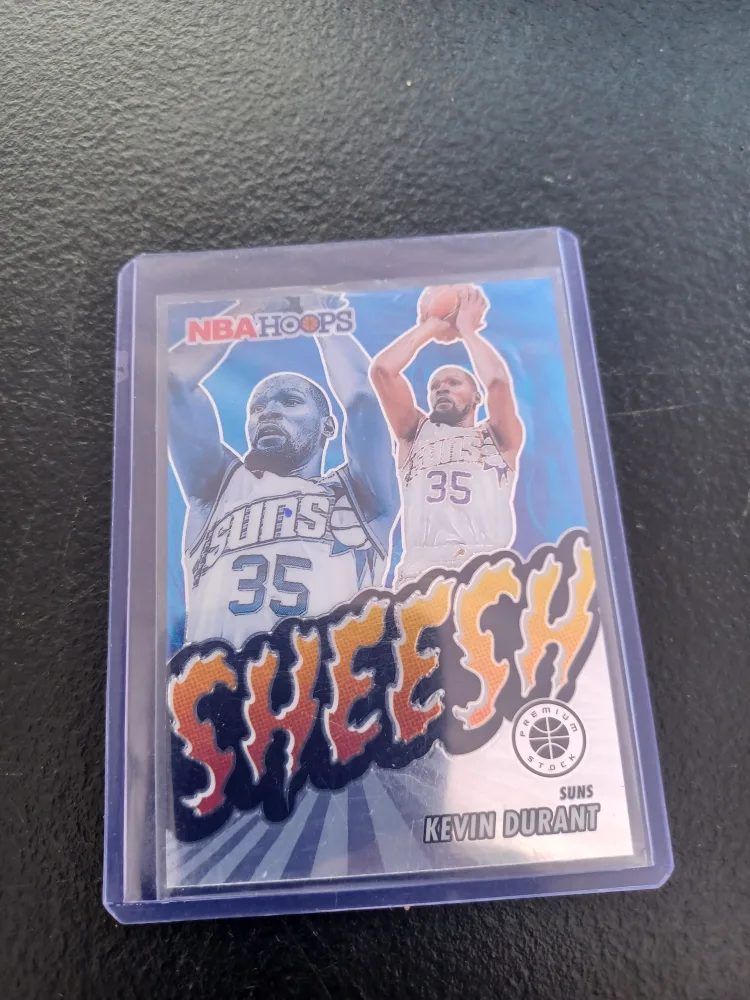 NBA HOOPS
SUNS
35
SUNS
35
SHEESH
PREMIUM
STOCK
SUNS
KEVIN DURANT